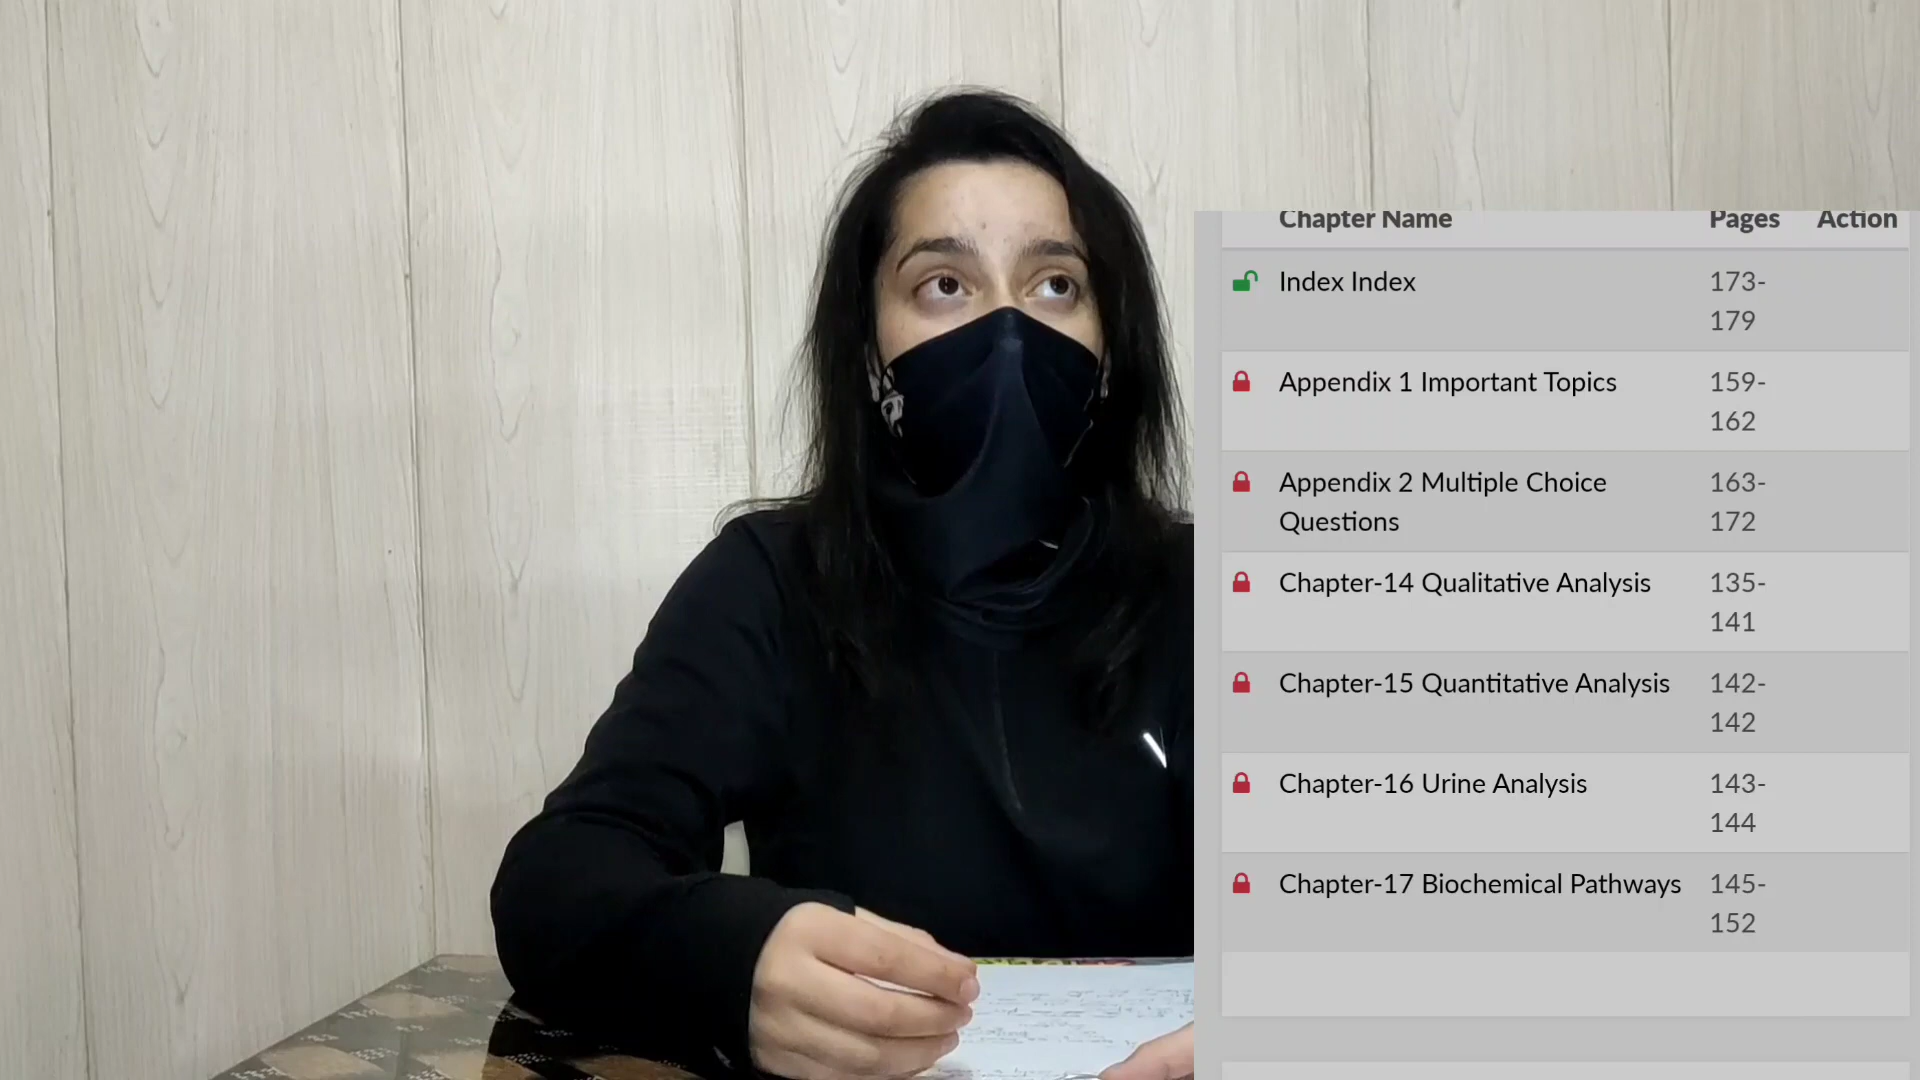 Chapter Name Pages Action
Index Index 173-
179
Appendix 1 Important Topics 159-
162
Appendix 2 Multiple Choice 163-
Questions 172
Chapter-14 Qualitative Analysis 135-
141
Chapter-15 Quantitative Analysis 142-
142
Chapter-16 Urine Analysis 143-
144
Chapter-17 Biochemical Pathways 145-
152